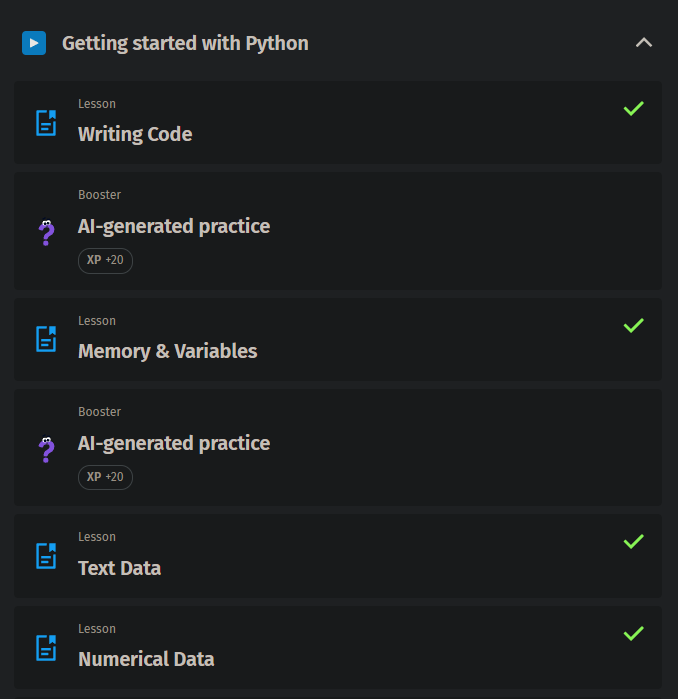 Getting started with Python
Lesson
Writing Code
Booster
AI-generated practice
XP +20
Lesson
Memory & Variables
Booster
AI-generated practice
XP +20
Lesson
Text Data
Lesson
Numerical Data